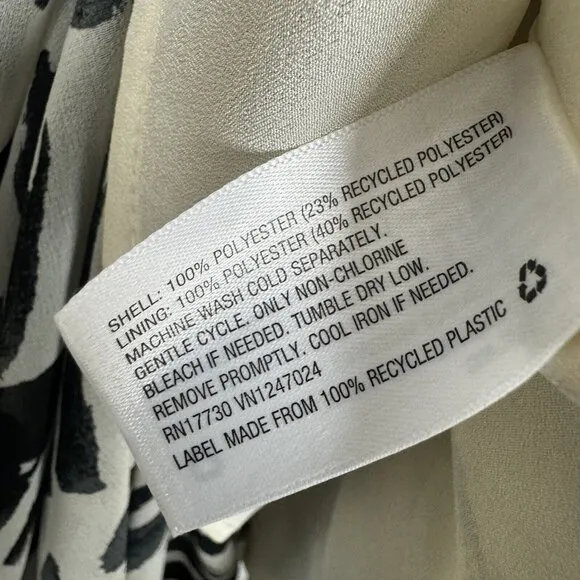 SHELL: 100% POLYESTER (23% RECYCLED POLYESTER)
LINING: 100% POLYESTER (40% RECYCLED POLYESTER)
MACHINE WASH COLD SEPARATELY.
GENTLE CYCLE. ONLY NON-CHLORINE
BLEACH IF NEEDED. TUMBLE DRY LOW.
REMOVE PROMPTLY. COOL IRON IF NEEDED.
RN17730 VN1247024
LABEL MADE FROM 100% RECYCLED PLASTIC